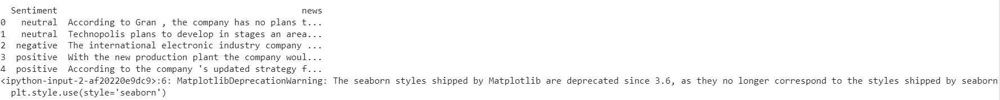 Sentiment news
0 neutral According to Gran , the company has no plans t...
1 neutral Technopolis plans to develop in stages an area...
2 negative The international electronic industry company ...
3 positive With the new production plant the company woul...
4 positive According to the company 's updated strategy f...
<ipython-input-2-af20220e9dc9>:6: MatplotlibDeprecationWarning: The seaborn styles shipped by Matplotlib are deprecated since 3.6, as they no longer correspond to the styles shipped by seaborn
plt.style.use(style='seaborn')